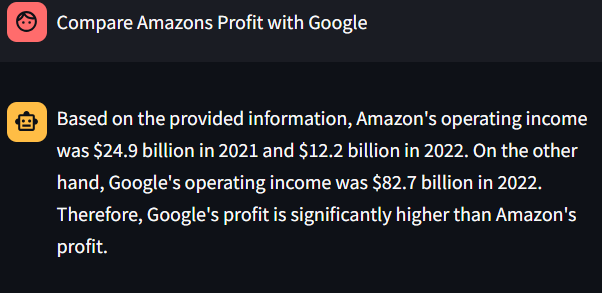 Compare Amazons Profit with Google
Based on the provided information, Amazon's operating income
was $24.9 billion in 2021 and $12.2 billion in 2022. On the other
hand, Google's operating income was $82.7 billion in 2022.
Therefore, Google's profit is significantly higher than Amazon's
profit.